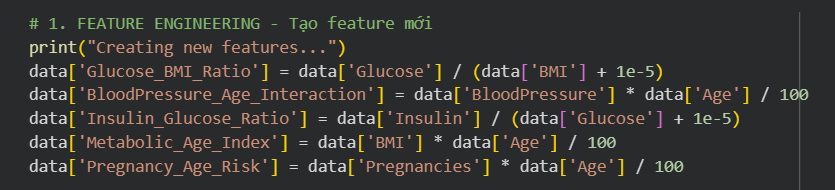 # 1. FEATURE ENGINEERING - Tạo feature mới
print("Creating new features...")
data['Glucose_BMI_Ratio'] = data['Glucose'] / (data['BMI'] + 1e-5)
data['BloodPressure_Age_Interaction'] = data['BloodPressure'] * data['Age'] / 100
data['Insulin_Glucose_Ratio'] = data['Insulin'] / (data['Glucose'] + 1e-5)
data['Metabolic_Age_Index'] = data['BMI'] * data['Age'] / 100
data['Pregnancy_Age_Risk'] = data['Pregnancies'] * data['Age'] / 100